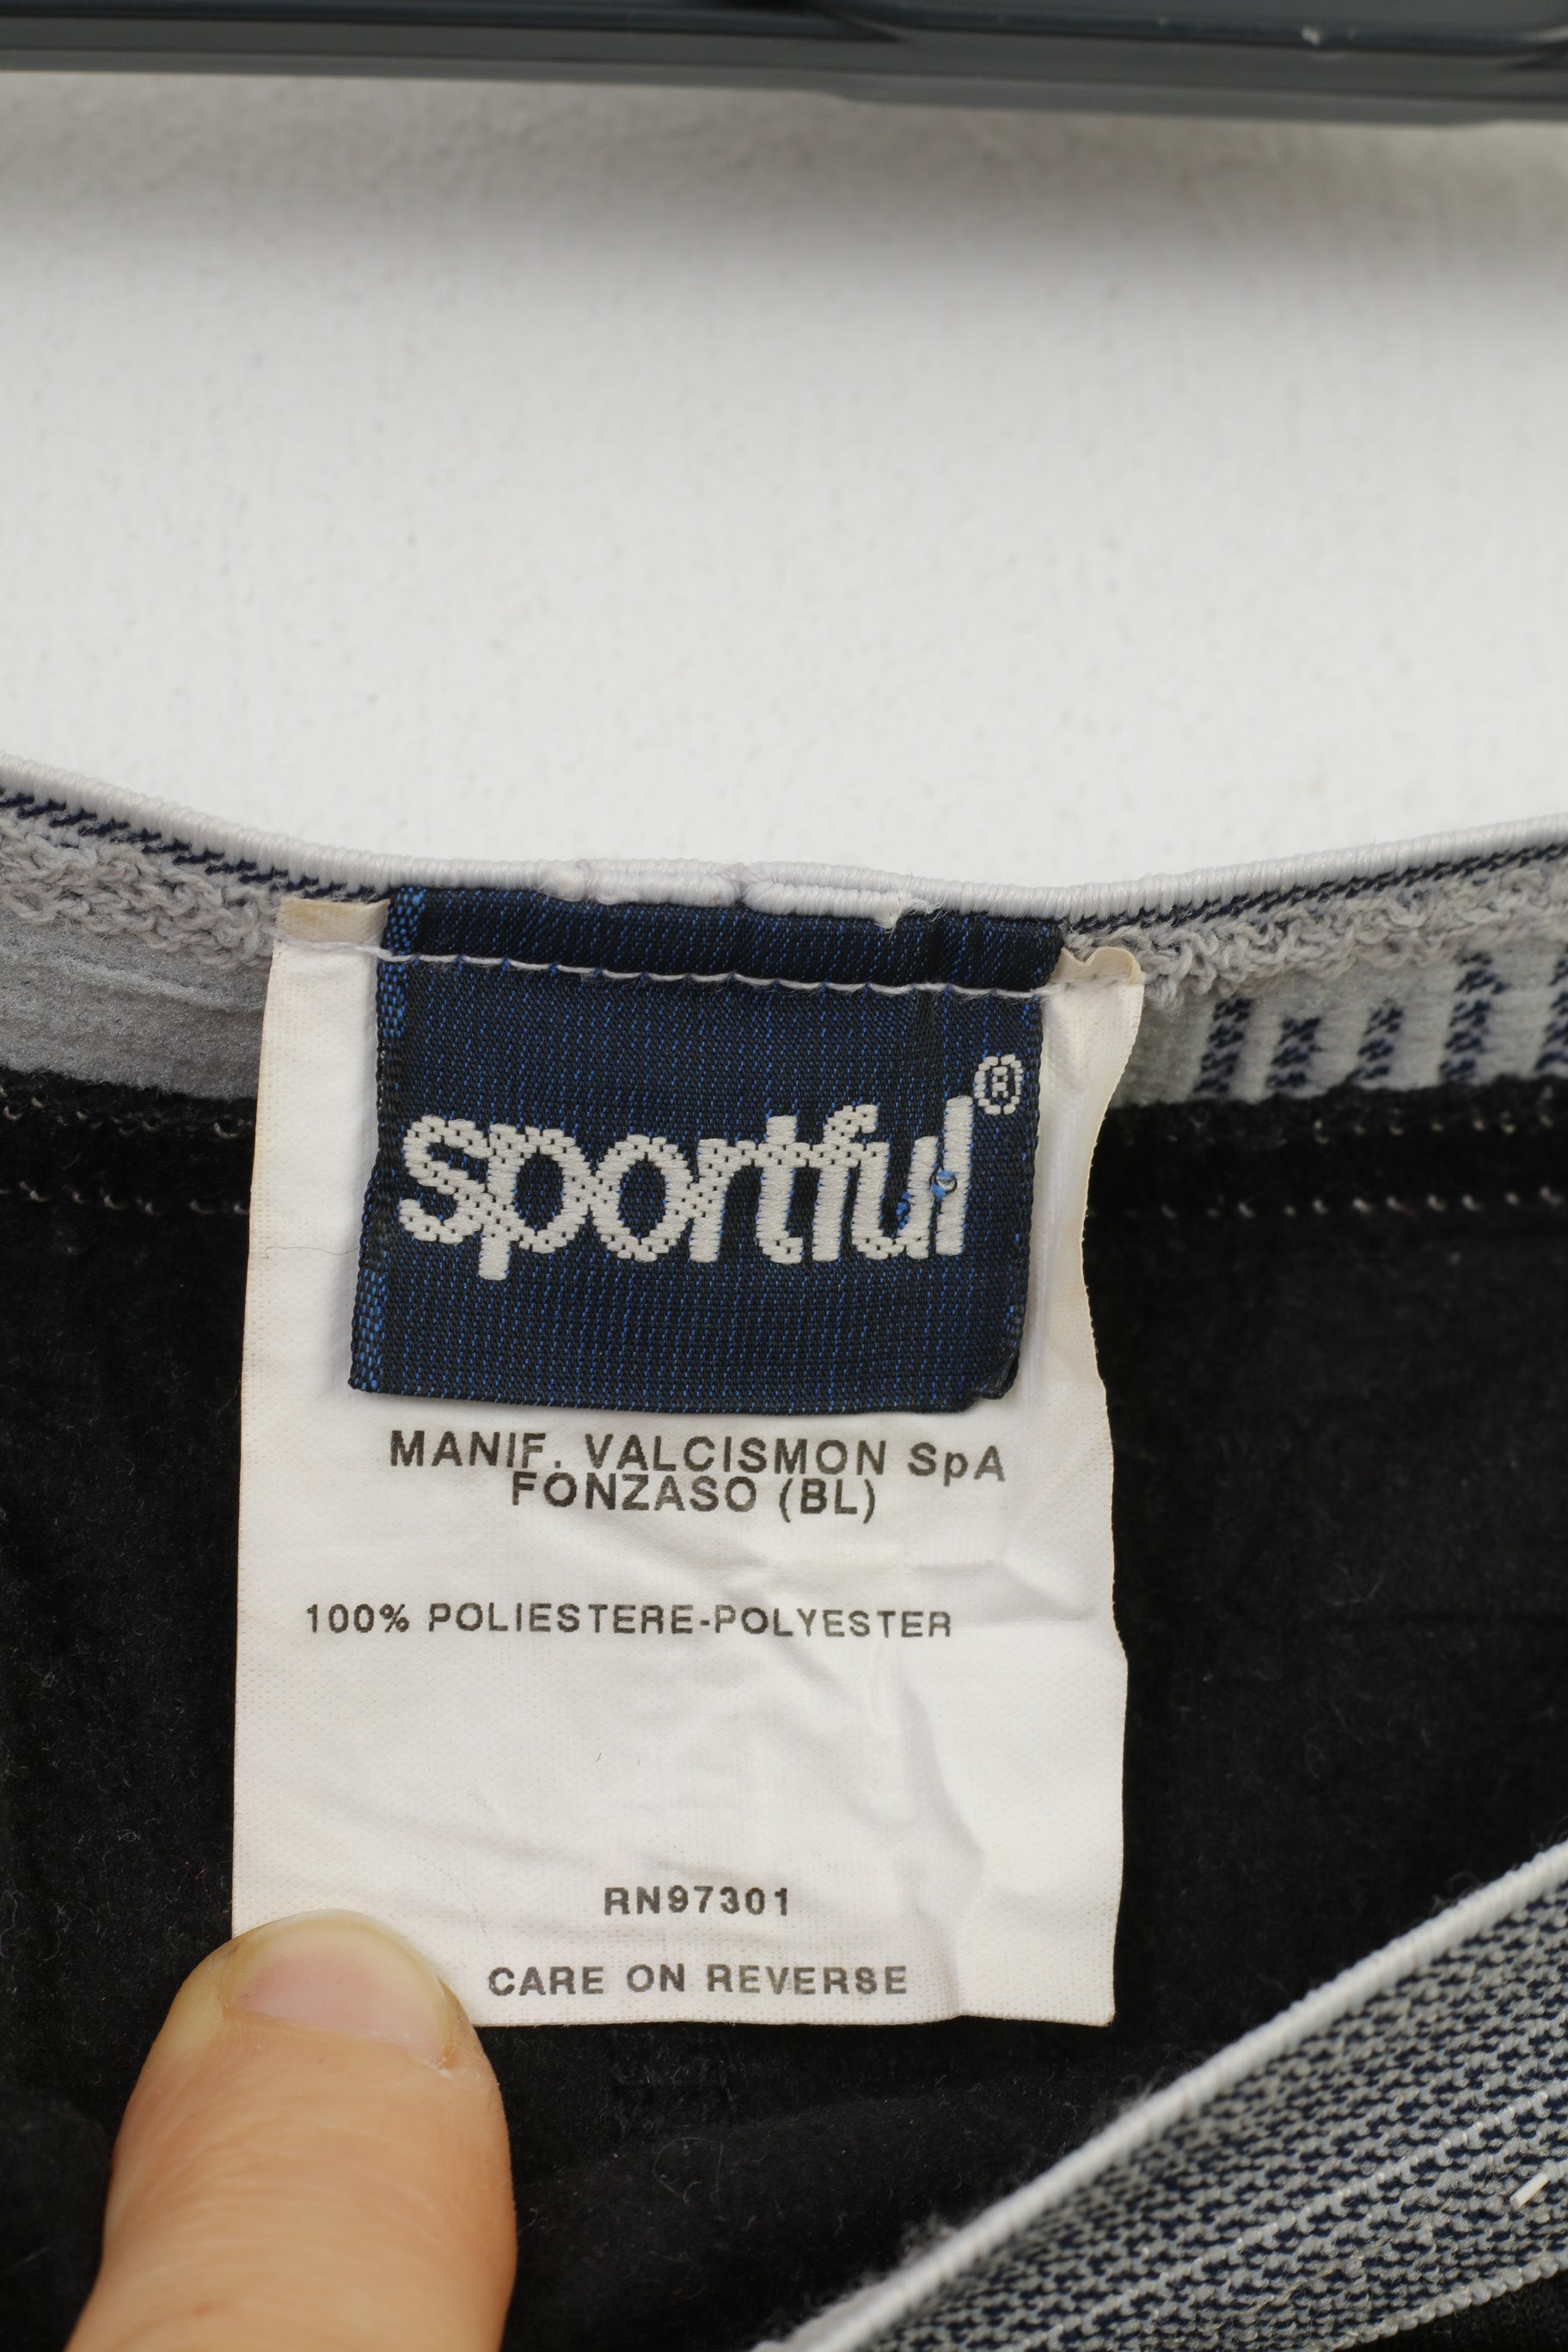 sportful®
MANIF. VALCISMON SpA
FONZASO (BL)
100% POLIESTERE-POLYESTER
RN97301
CARE ON REVERSE